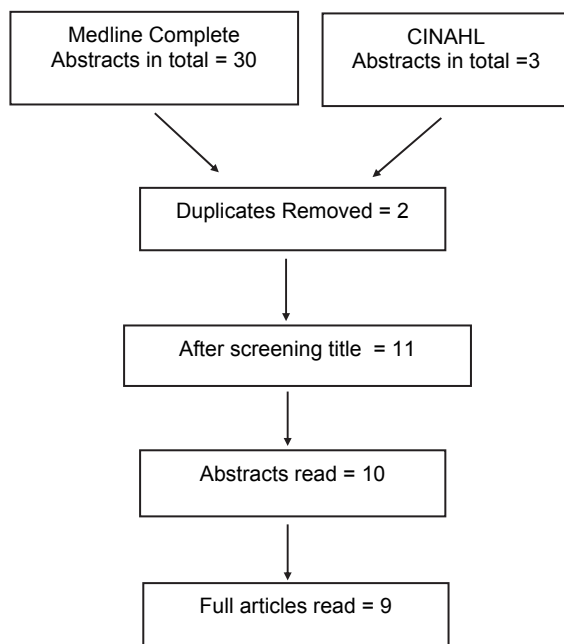 Medline Complete
Abstracts in total = 30
CINAHL
Abstracts in total =3
Duplicates Removed = 2
After screening title  = 11
Abstracts read = 10
Full articles read = 9